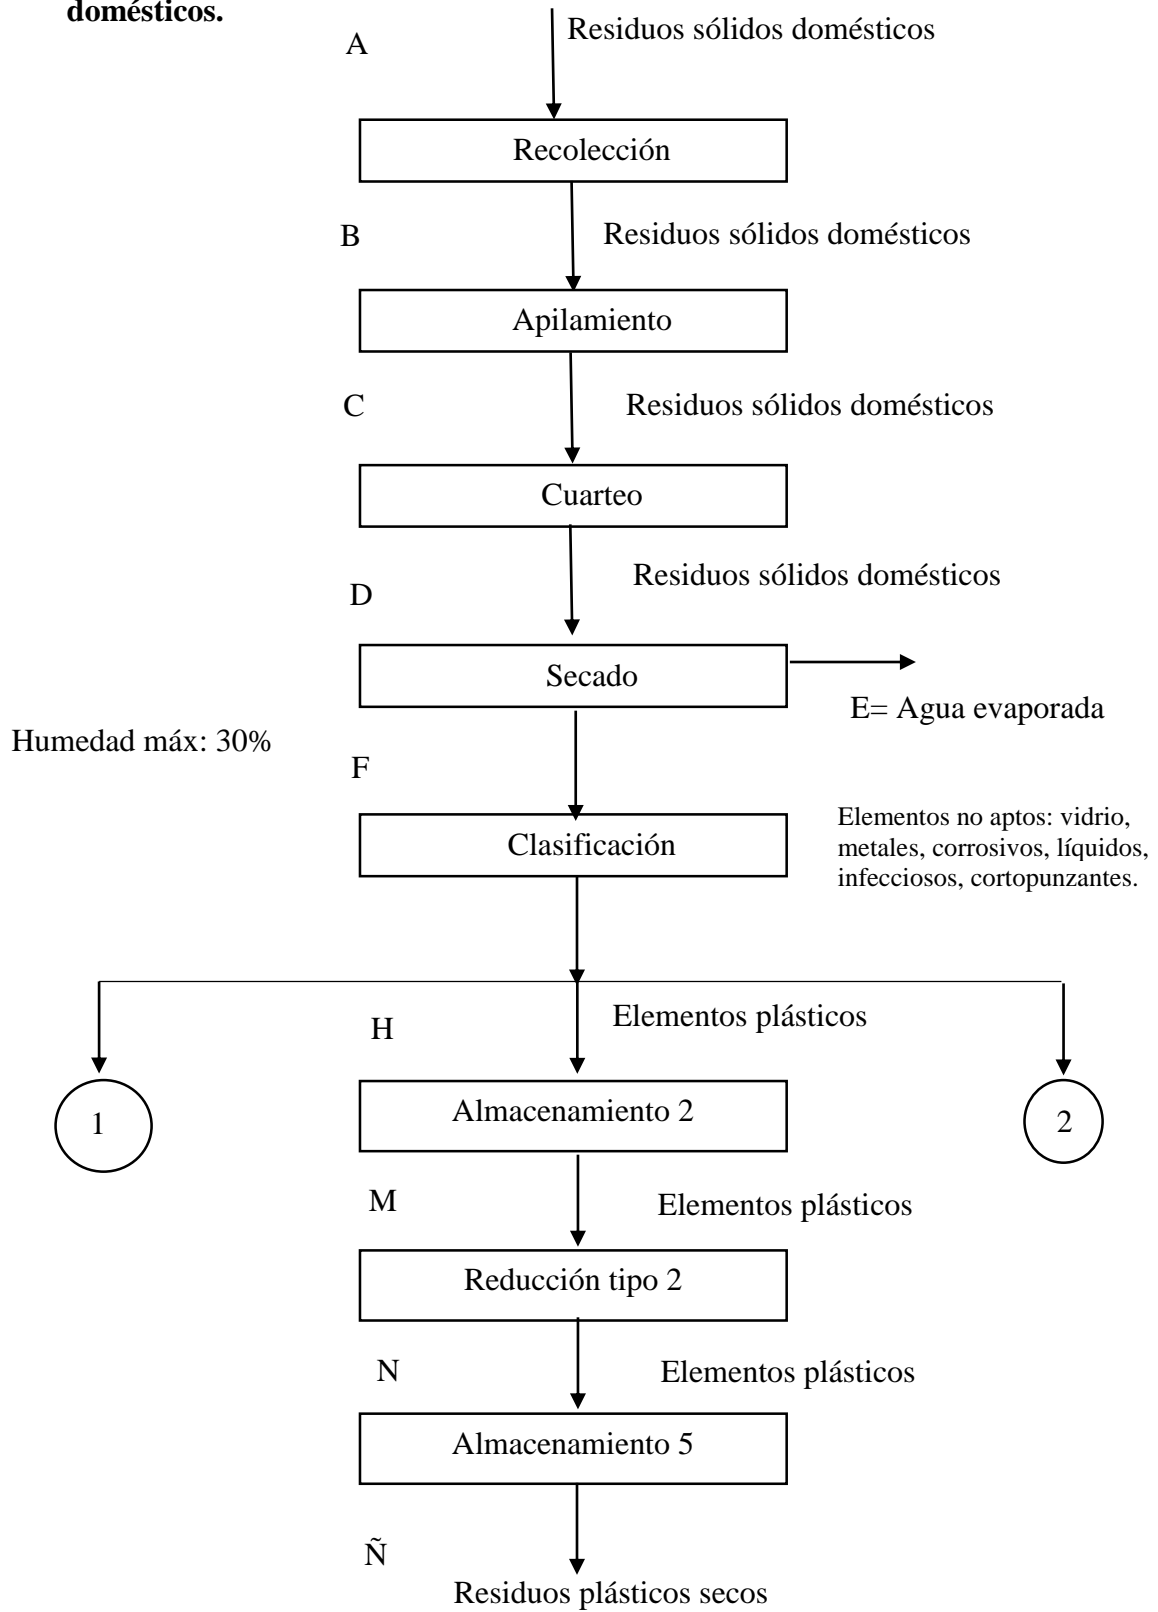 domésticos.
A
Residuos sólidos domésticos
Recolección
B
Residuos sólidos domésticos
Apilamiento
C
Residuos sólidos domésticos
Cuarteo
D
Residuos sólidos domésticos
Secado
E= Agua evaporada
Humedad máx: 30%
F
Clasificación
Elementos no aptos: vidrio,
metales, corrosivos, líquidos,
infecciosos, cortopunzantes.
H
Elementos plásticos
1
Almacenamiento 2
2
M
Elementos plásticos
Reducción tipo 2
N
Elementos plásticos
Almacenamiento 5
Ñ
Residuos plásticos secos